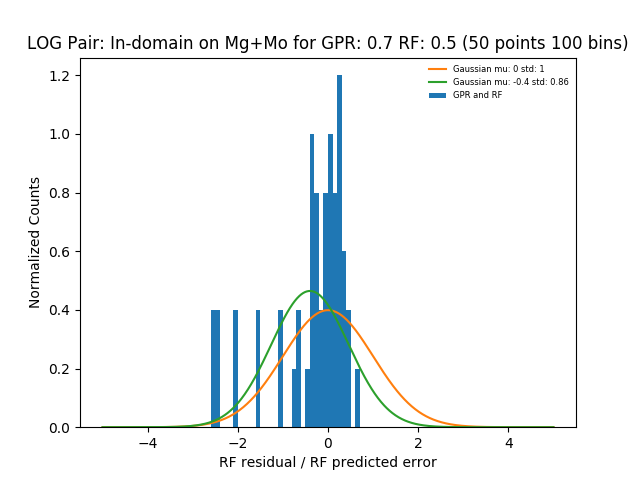 LOG Pair: In-domain on Mg+Mo for GPR: 0.7 RF: 0.5 (50 points 100 bins)
Gaussian mu: 0 std: 1
Gaussian mu: -0.4 std: 0.86
GPR and RF
Normalized Counts
1.2
1.0
0.8
0.6
0.4
0.2
0.0
−4 −2 0 2 4
RF residual / RF predicted error